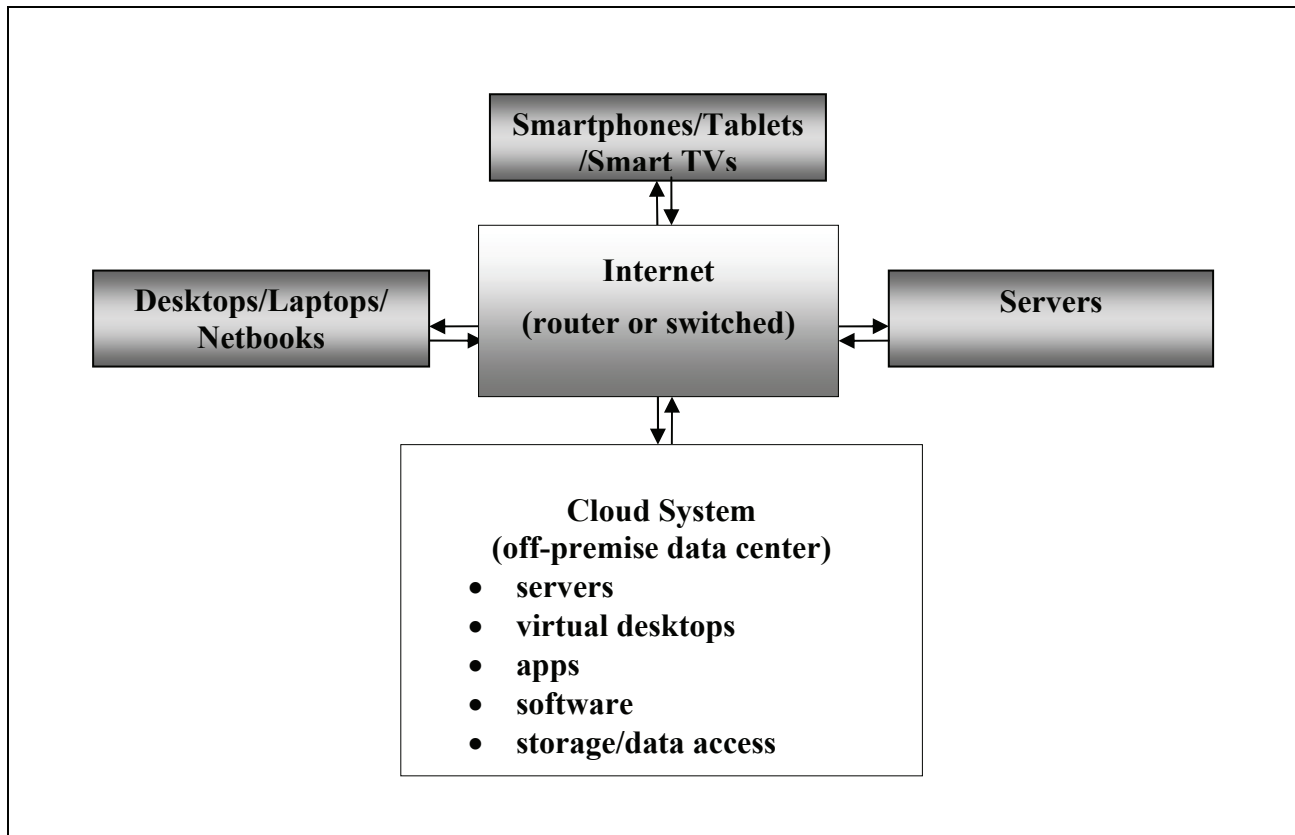 Smartphones/Tablets
/Smart TVs
Internet
(router or switched)
Desktops/Laptops/
Netbooks
Servers
Cloud System
(off-premise data center)
• servers
• virtual desktops
• apps
• software
• storage/data access